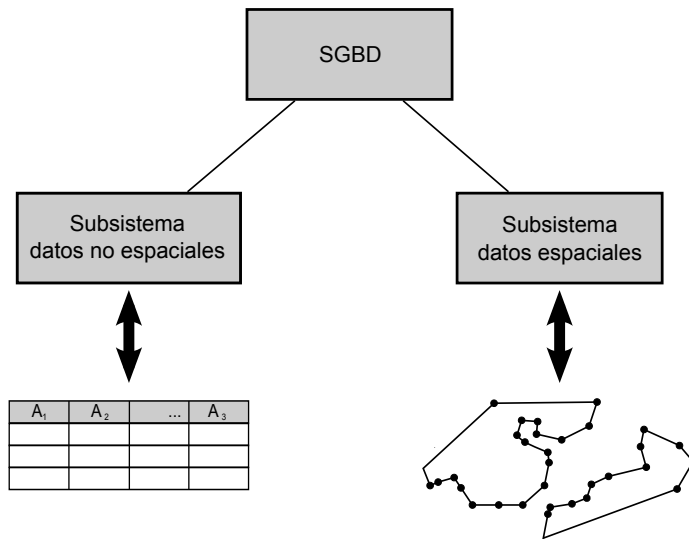 SGBD
Subsistema
datos no espaciales
Subsistema
datos espaciales
A₁ A₂ ... A₃